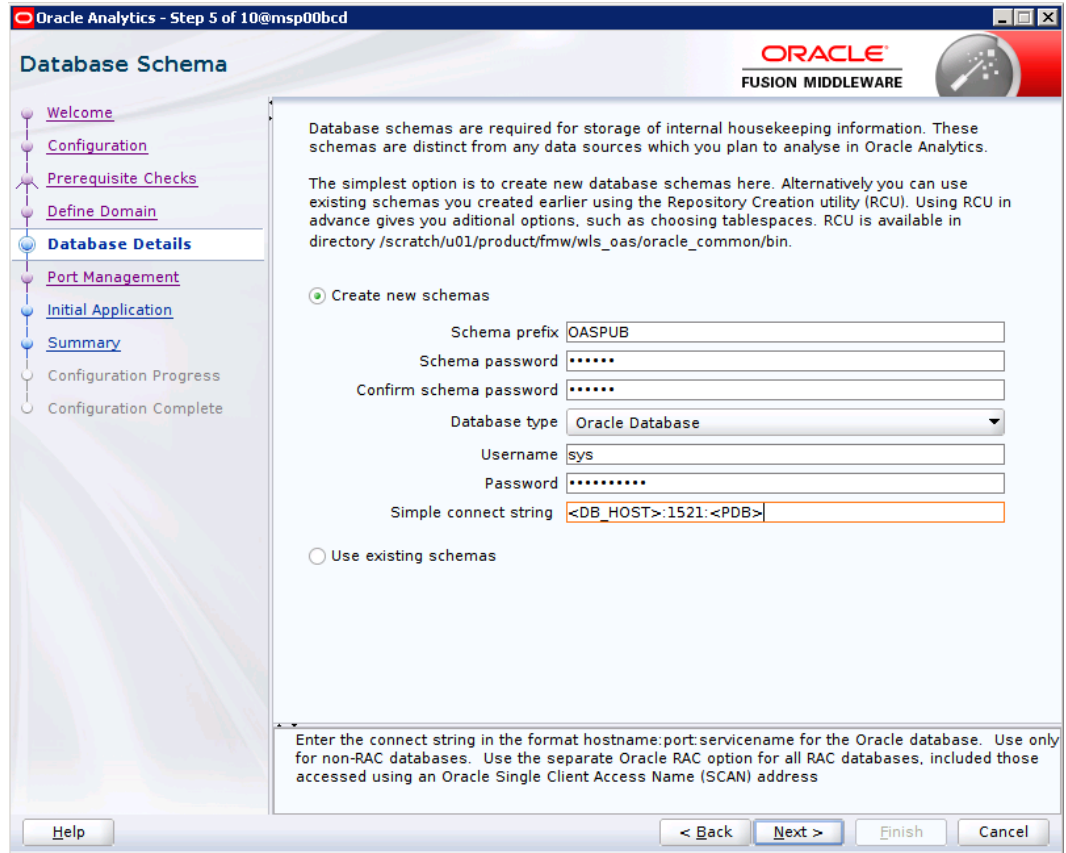 Oracle Analytics - Step 5 of 10@msp00bcd
Database Schema
ORACLE
FUSION MIDDLEWARE
Welcome
Configuration
Prerequisite Checks
Define Domain
Database Details
Port Management
Initial Application
Summary
Configuration Progress
Configuration Complete
Database schemas are required for storage of internal housekeeping information. These
schemas are distinct from any data sources which you plan to analyse in Oracle Analytics.
The simplest option is to create new database schemas here. Alternatively you can use
existing schemas you created earlier using the Repository Creation utility (RCU). Using RCU in
advance gives you aditional options, such as choosing tablespaces. RCU is available in
directory /scratch/u01/product/fmw/wls_oas/oracle_common/bin.
Create new schemas
Schema prefix OASPUB
Schema password ••••••
Confirm schema password ••••••
Database type Oracle Database
Username sys
Password ••••••••••
Simple connect string <DB_HOST>:1521:<PDB>
Use existing schemas
Enter the connect string in the format hostname:port:servicename for the Oracle database.  Use only
for non-RAC databases.  Use the separate Oracle RAC option for all RAC databases, included those
accessed using an Oracle Single Client Access Name (SCAN) address
Help
< Back
Next >
Finish
Cancel